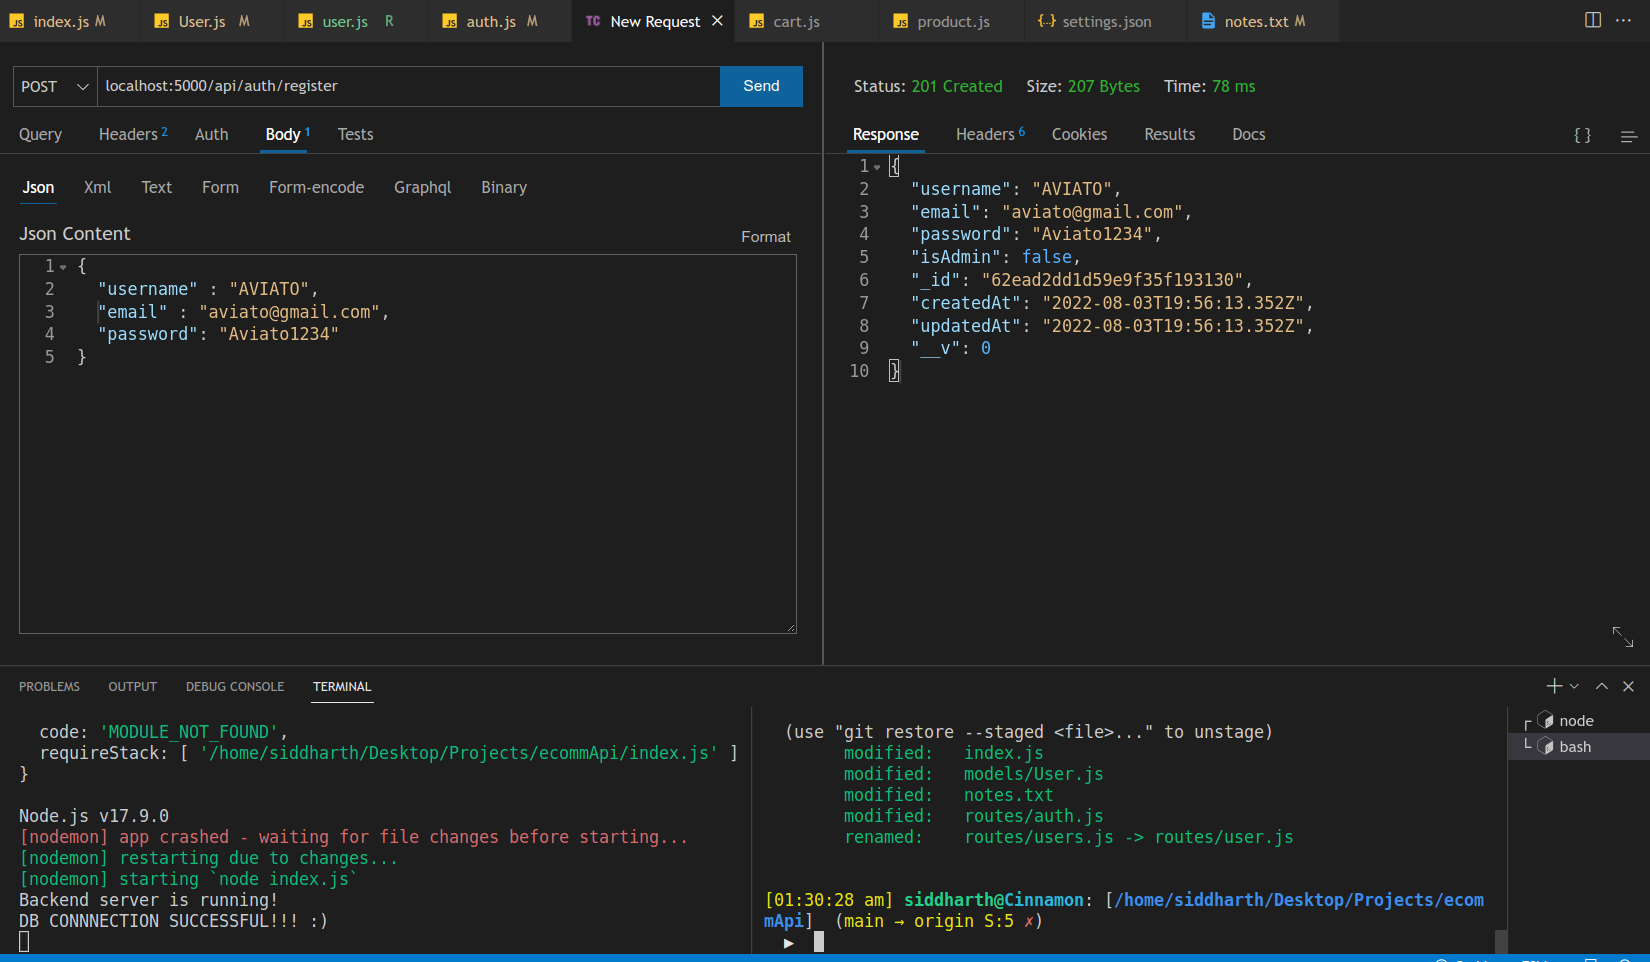 index.js M User.js M user.js R auth.js M TC New Request cart.js product.js {..} settings.json notes.txt M
POST localhost:5000/api/auth/register Send
Query Headers 2 Auth Body 1 Tests
Json Xml Text Form Form-encode Graphql Binary
Json Content
Format
1 {
2 "username" : "AVIATO",
3 "email" : "aviato@gmail.com",
4 "password": "Aviato1234"
5 }
Status: 201 Created Size: 207 Bytes Time: 78 ms
Response Headers 6 Cookies Results Docs { }
1 {
2 "username": "AVIATO",
3 "email": "aviato@gmail.com",
4 "password": "Aviato1234",
5 "isAdmin": false,
6 "_id": "62ead2dd1d59e9f35f193130",
7 "createdAt": "2022-08-03T19:56:13.352Z",
8 "updatedAt": "2022-08-03T19:56:13.352Z",
9 "__v": 0
10 }
PROBLEMS OUTPUT DEBUG CONSOLE TERMINAL
code: 'MODULE_NOT_FOUND',
requireStack: [ '/home/siddharth/Desktop/Projects/ecommApi/index.js' ]
}
Node.js v17.9.0
[nodemon] app crashed - waiting for file changes before starting...
[nodemon] restarting due to changes...
[nodemon] starting `node index.js`
Backend server is running!
DB CONNNECTION SUCCESSFUL!!! :)
(use "git restore --staged <file>..." to unstage)
modified: index.js
modified: models/User.js
modified: notes.txt
modified: routes/auth.js
renamed: routes/users.js -> routes/user.js
[01:30:28 am] siddharth@Cinnamon: [/home/siddharth/Desktop/Projects/ecom
mApi] (main → origin S:5 ✗)
▶
node
bash